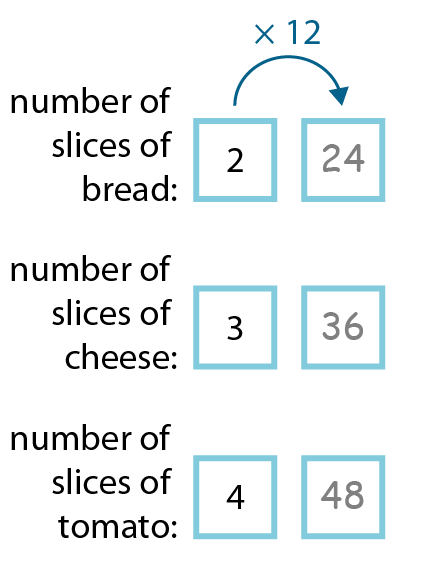 × 12
number of
slices of
bread: 2 24
number of
slices of
cheese: 3 36
number of
slices of
tomato: 4 48